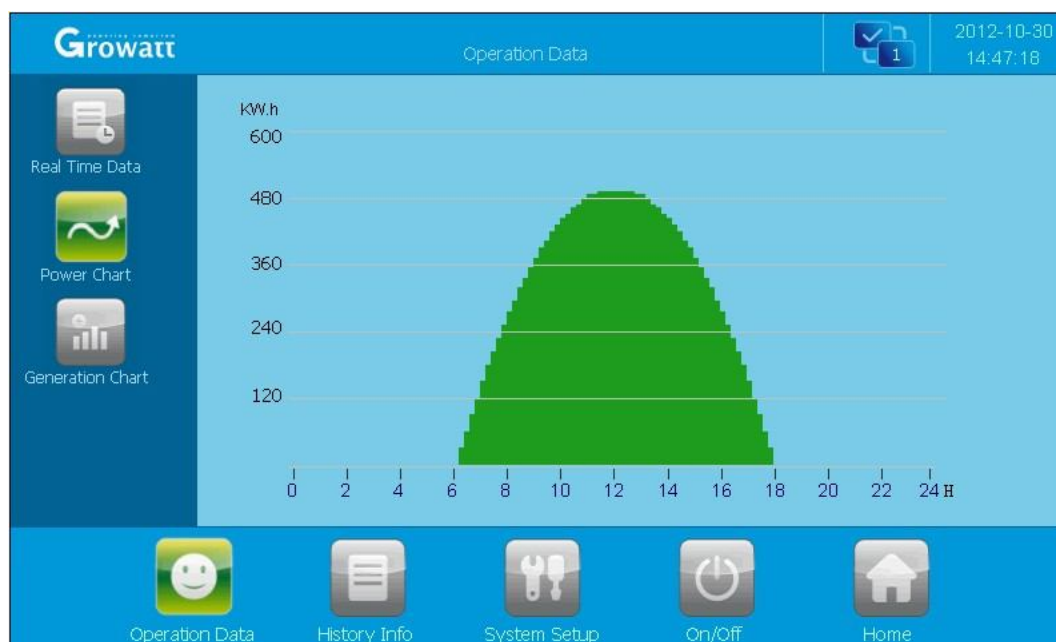 Growatt
Operation Data
1
2012-10-30
14:47:18
Real Time Data
Power Chart
Generation Chart
KW.h
600
480
360
240
120
0 2 4 6 8 10 12 14 16 18 20 22 24 H
Operation Data
History Info
System Setup
On/Off
Home